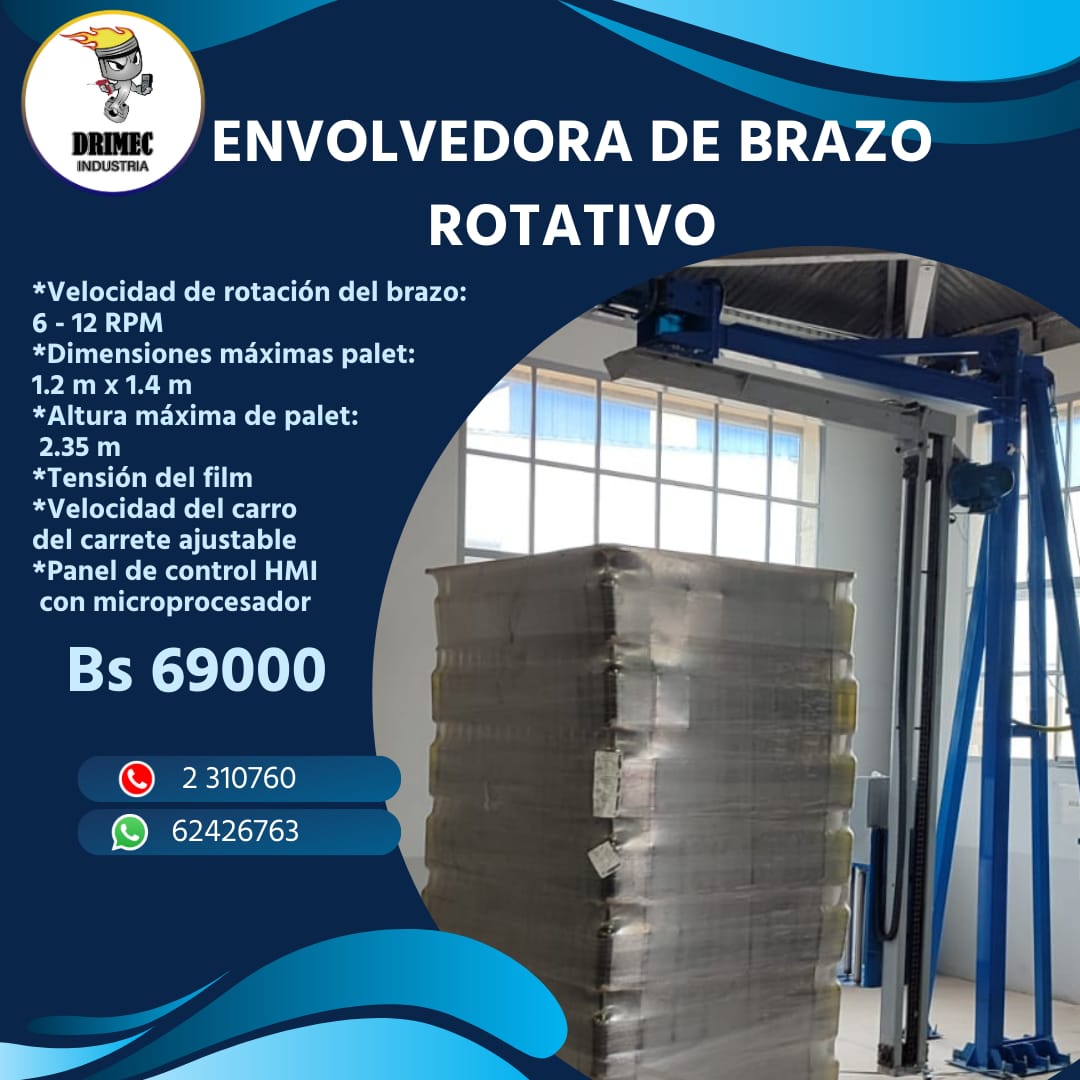 DRIMEC
INDUSTRIA
ENVOLVEDORA DE BRAZO
ROTATIVO
*Velocidad de rotación del brazo:
6 - 12 RPM
*Dimensiones máximas palet:
1.2 m x 1.4 m
*Altura máxima de palet:
2.35 m
*Tensión del film
*Velocidad del carro
del carrete ajustable
*Panel de control HMI
con microprocesador
Bs 69000
2 310760
62426763